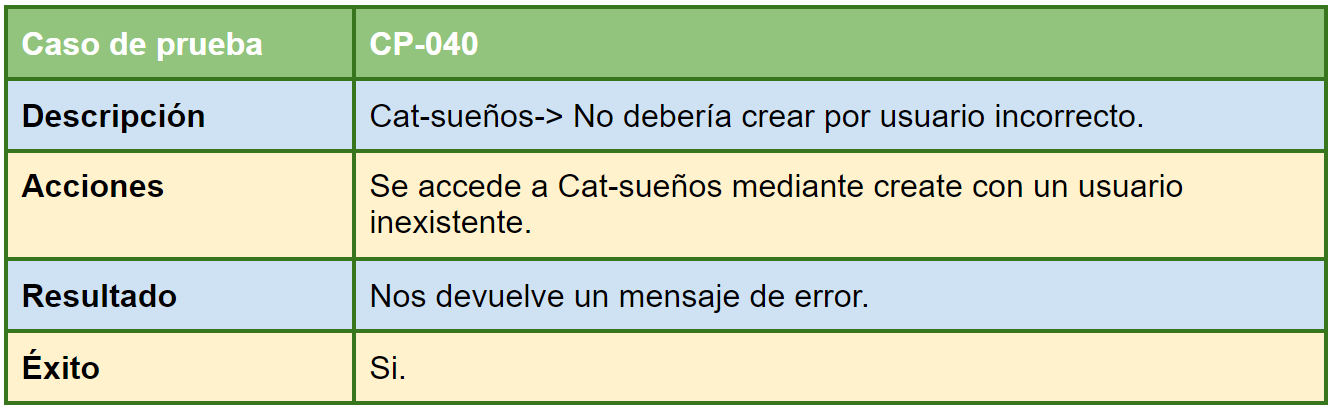 Caso de prueba CP-040
Descripción Cat-sueños-> No debería crear por usuario incorrecto.
Acciones Se accede a Cat-sueños mediante create con un usuario
inexistente.
Resultado Nos devuelve un mensaje de error.
Éxito Si.